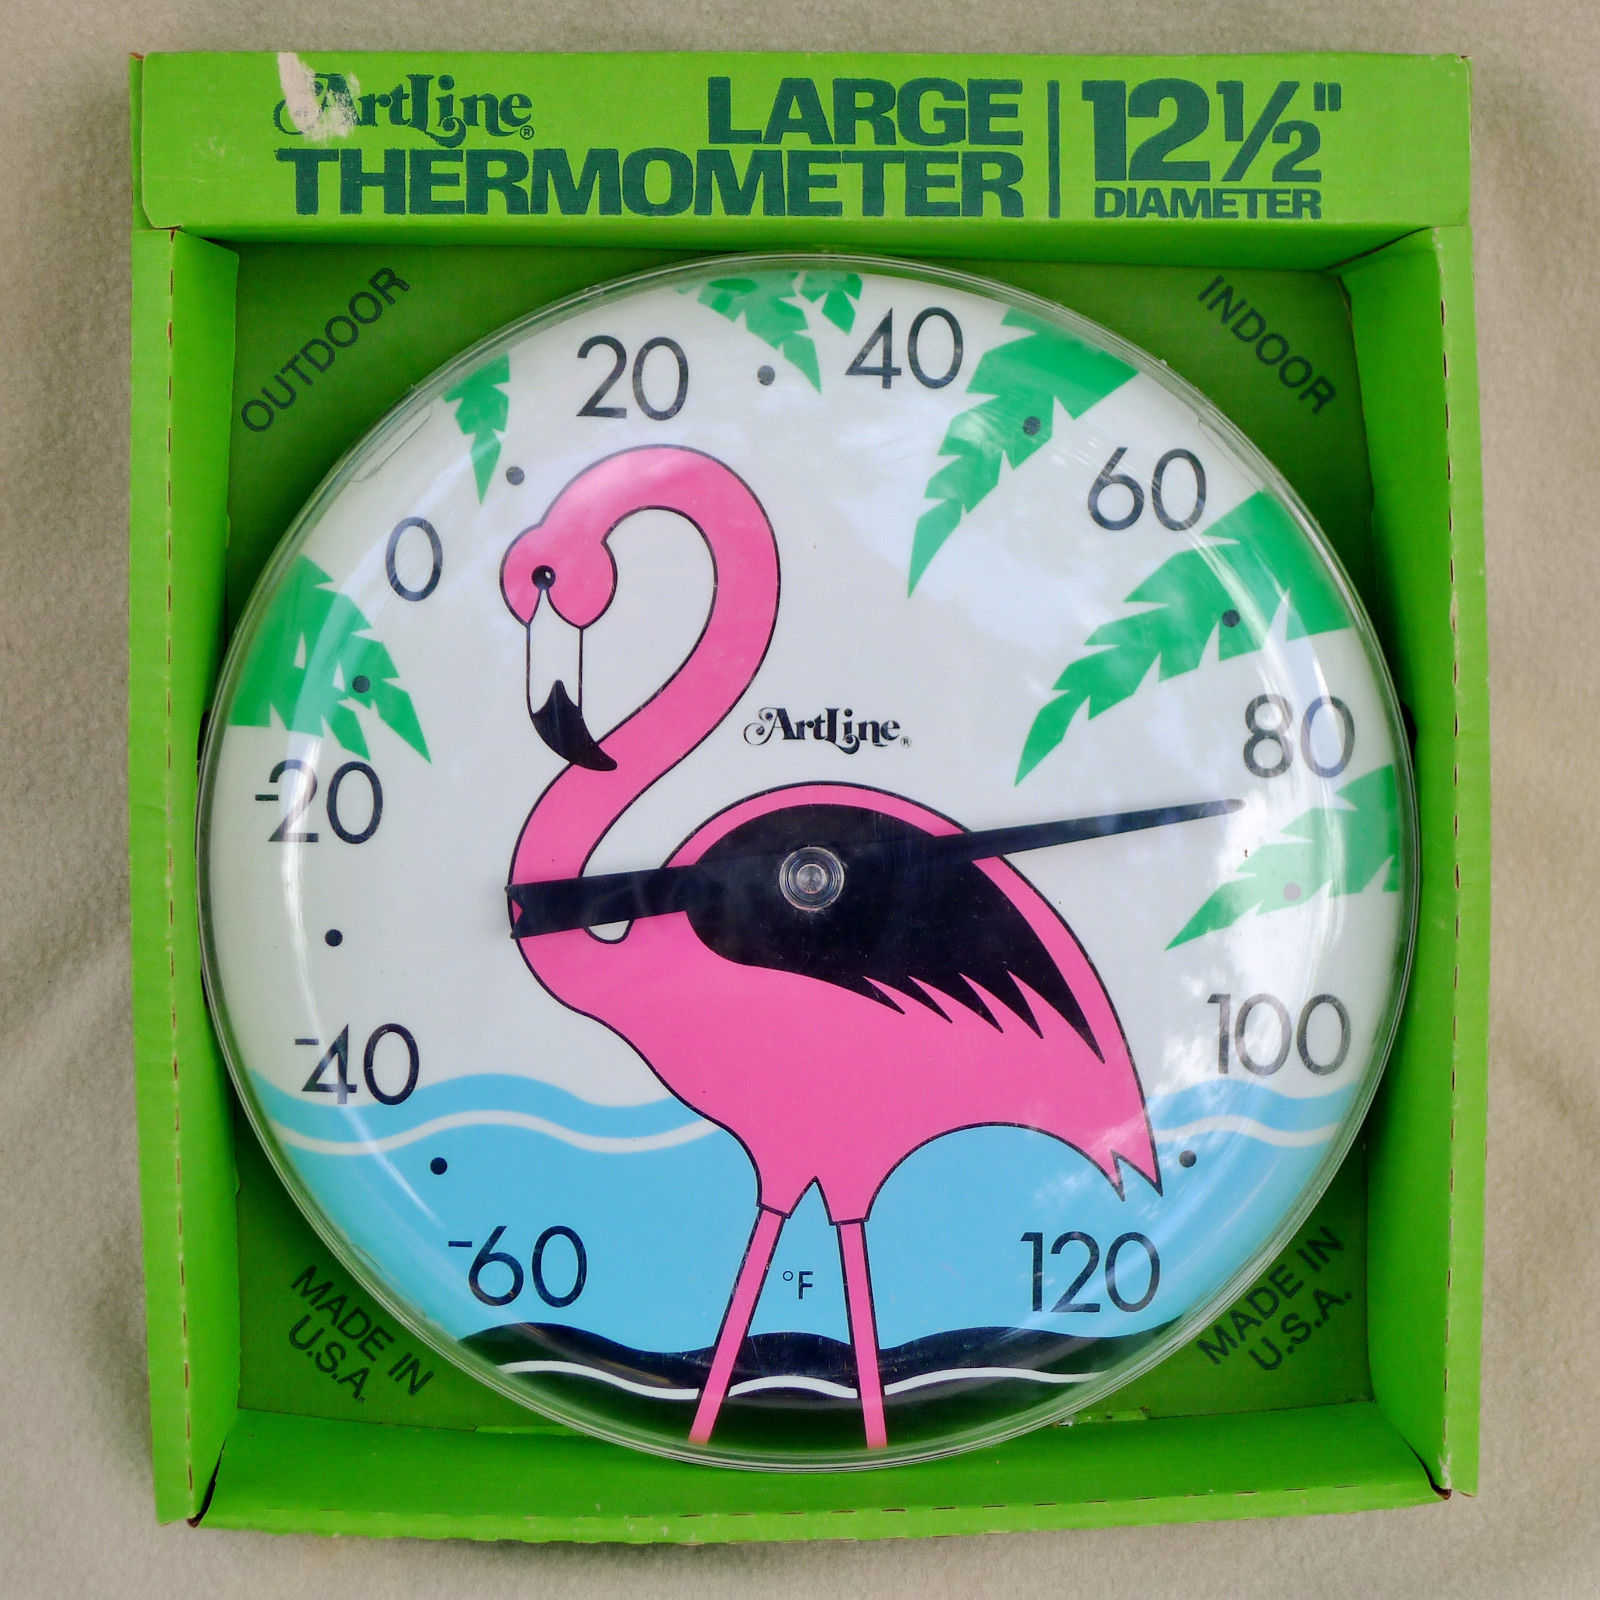 ArtLine® LARGE
THERMOMETER
12½"
DIAMETER
OUTDOOR
INDOOR
20
40
0
60
80
-20
ArtLine®
-40
100
-60
120
°F
MADE IN
U.S.A.
MADE IN
U.S.A.